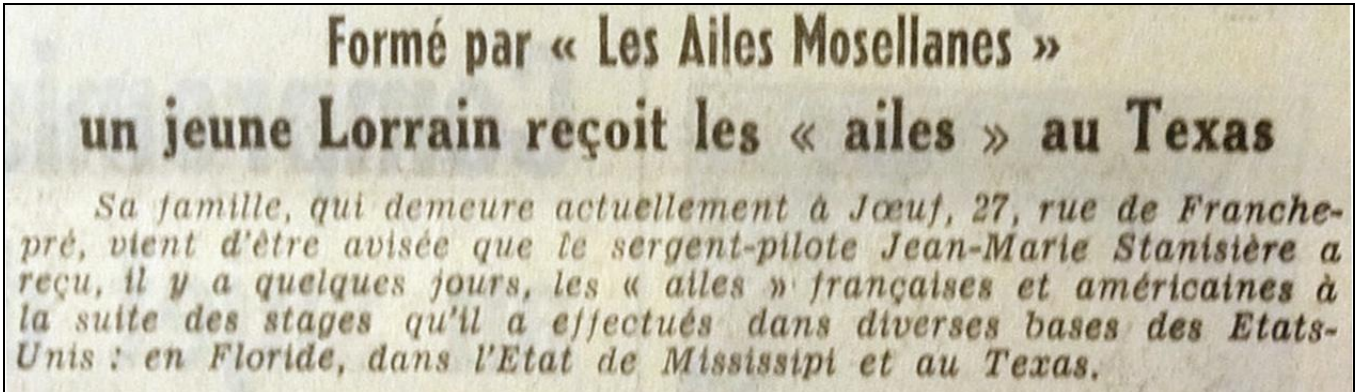 Formé par « Les Ailes Mosellanes »
un jeune Lorrain reçoit les « ailes » au Texas
Sa famille, qui demeure actuellement à Jœuf, 27, rue de Franche-
pré, vient d'être avisée que le sergent-pilote Jean-Marie Stanisière a
reçu, il y a quelques jours, les « ailes » françaises et américaines à
la suite des stages qu'il a effectués dans diverses bases des Etats-
Unis : en Floride, dans l'Etat de Mississipi et au Texas.